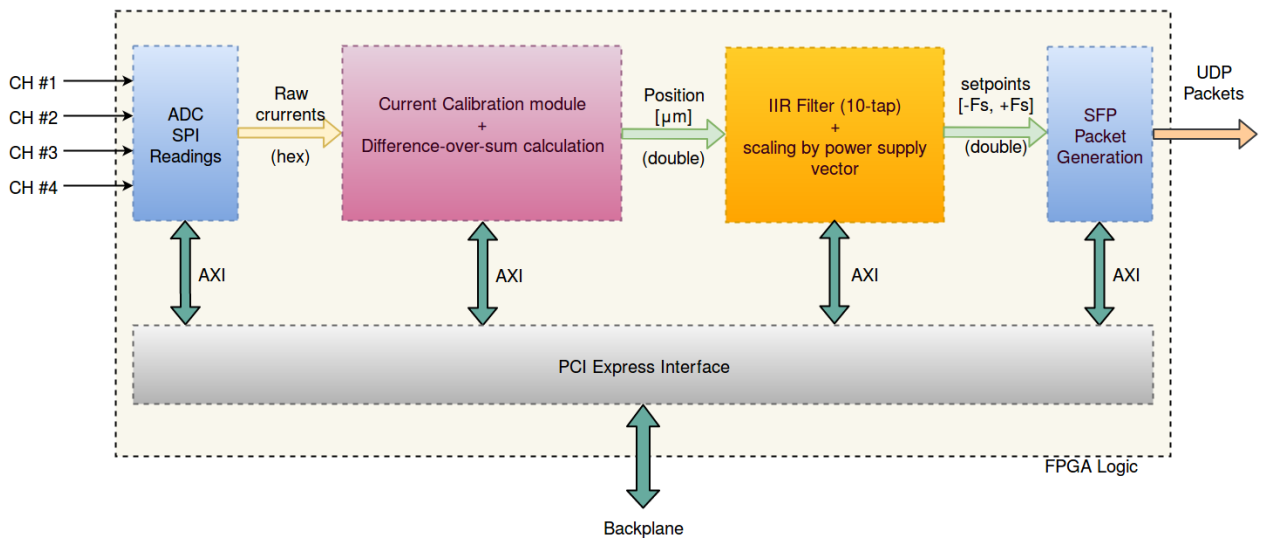 CH #1
CH #2
CH #3
CH #4
ADC
SPI
Readings
Raw
crurrents
(hex)
Current Calibration module
+
Difference-over-sum calculation
Position
[µm]
(double)
IIR Filter (10-tap)
+
scaling by power supply
vector
setpoints
[-Fs, +Fs]
(double)
SFP
Packet
Generation
UDP
Packets
AXI
AXI
AXI
AXI
PCI Express Interface
FPGA Logic
Backplane